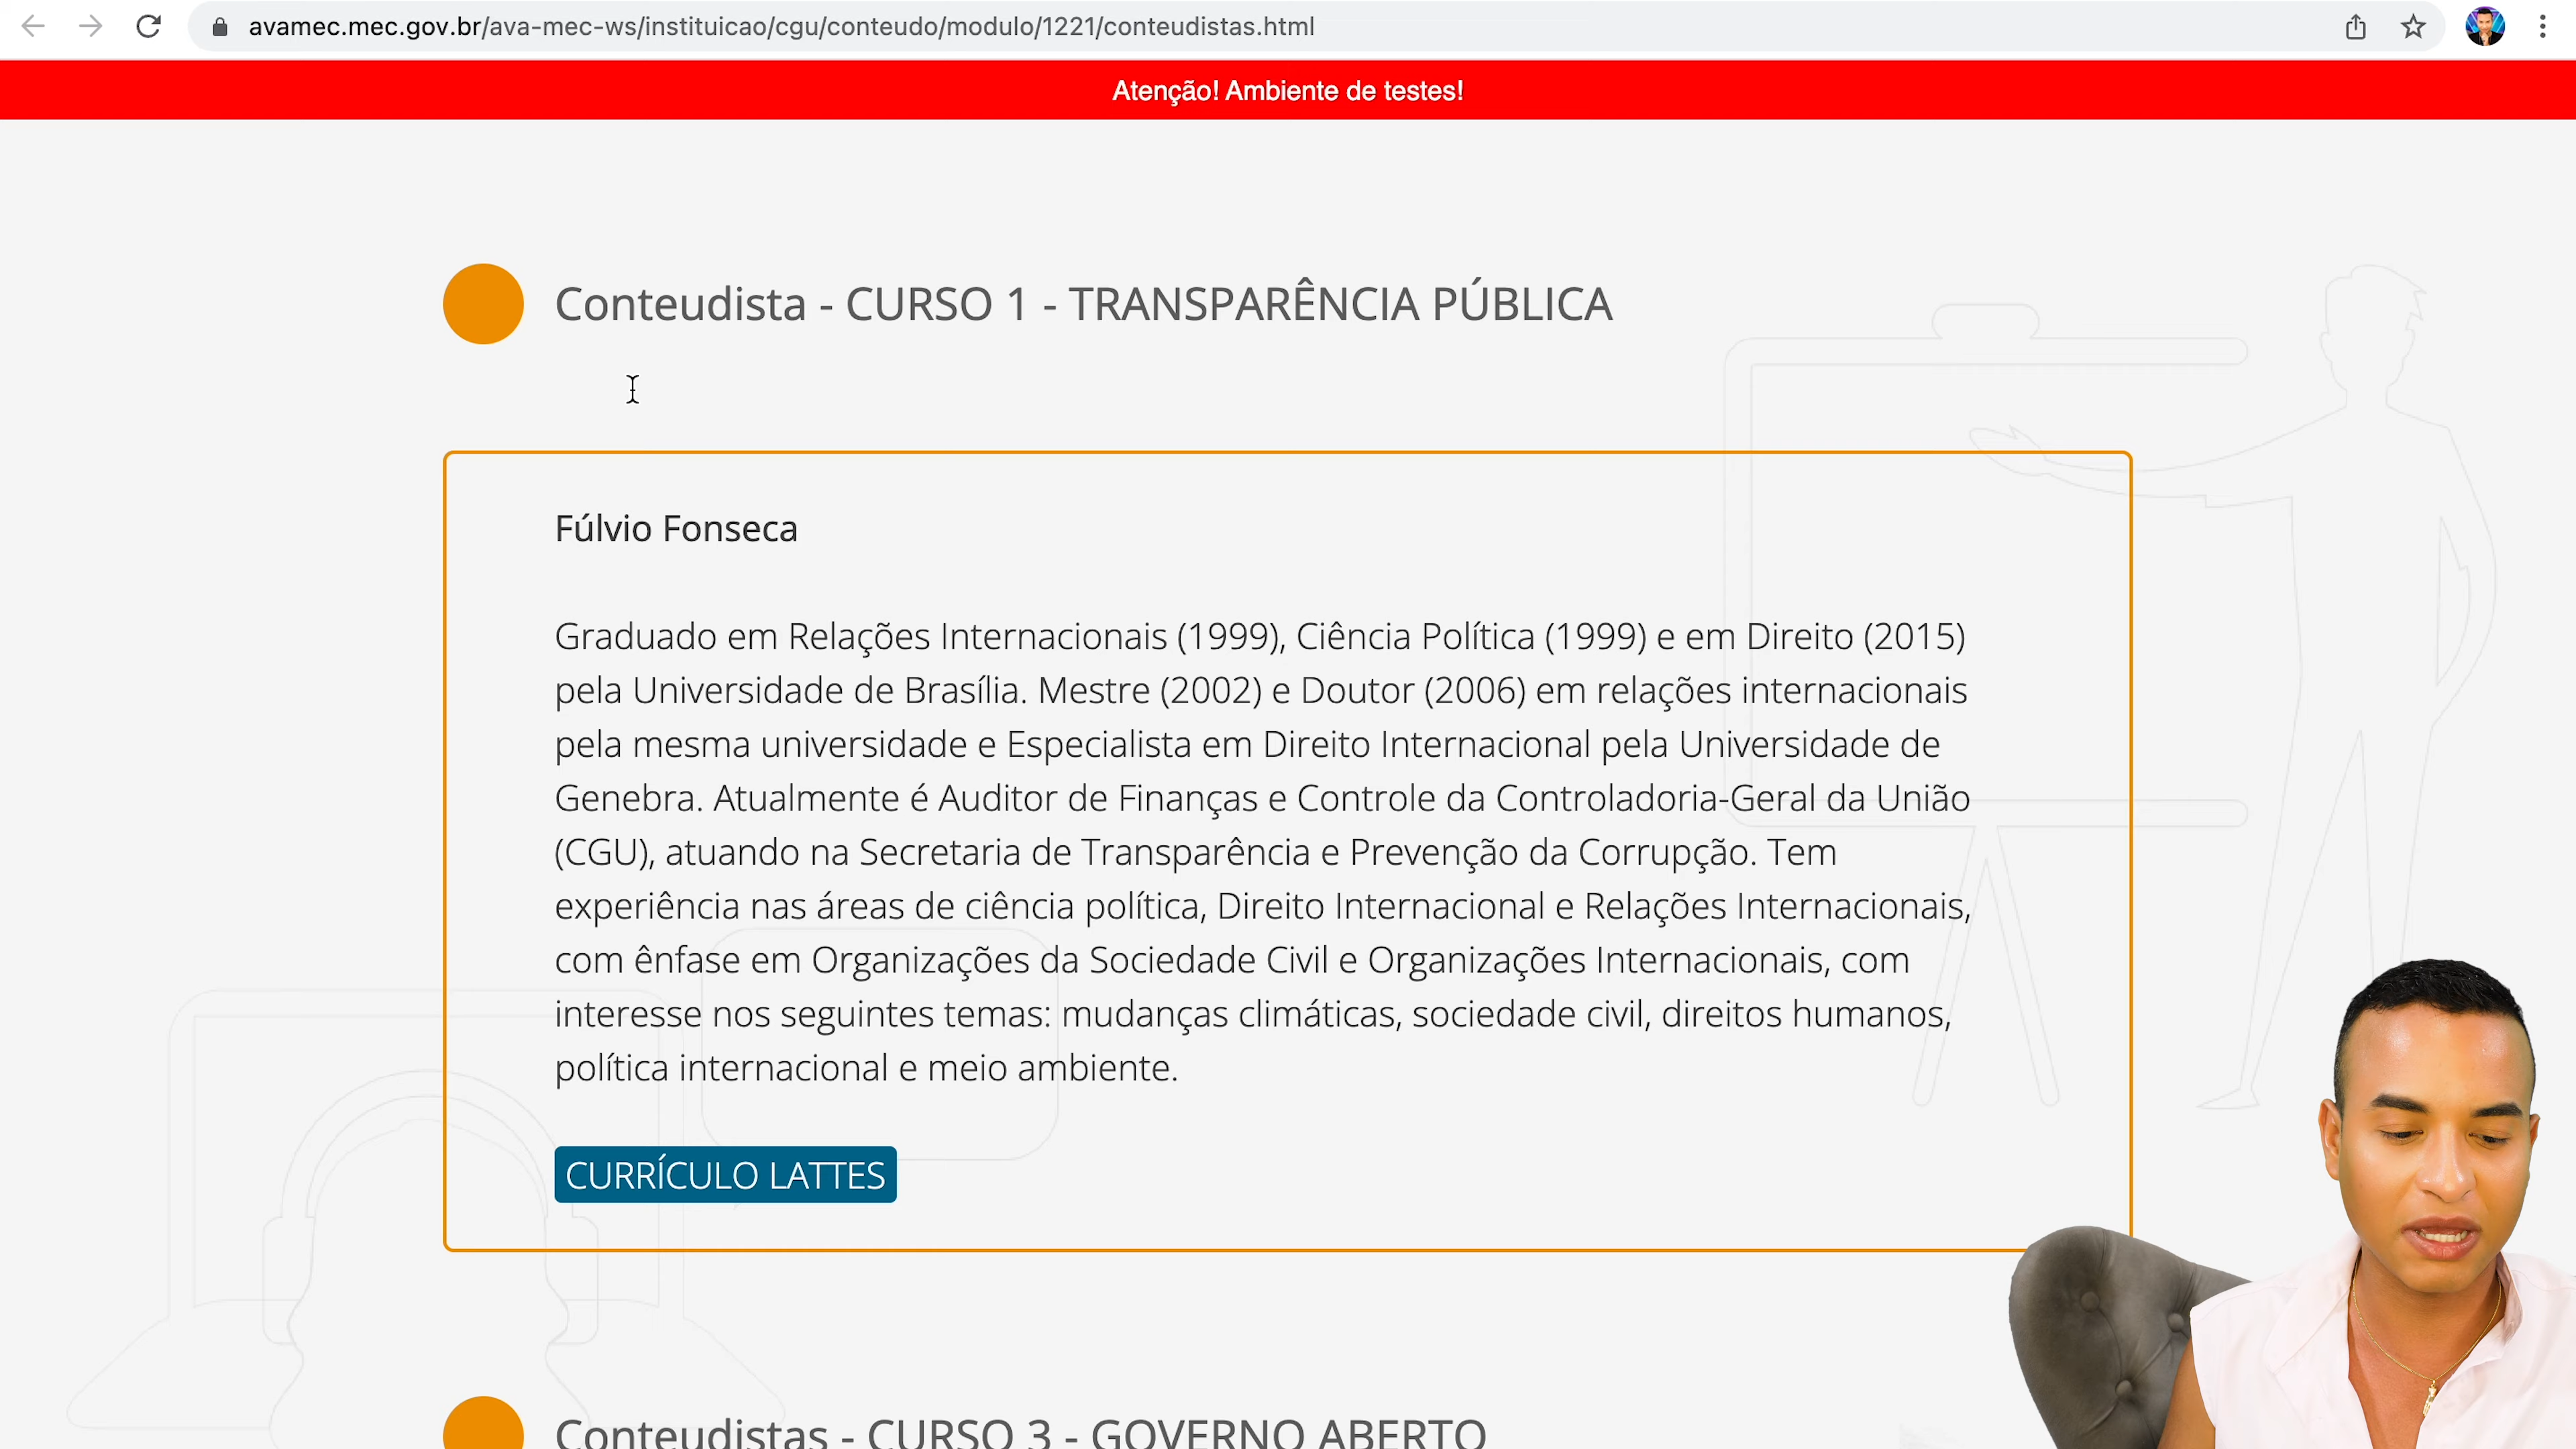 avamec.mec.gov.br/ava-mec-ws/instituicao/cgu/conteudo/modulo/1221/conteudistas.html
Atenção! Ambiente de testes!
Conteudista - CURSO 1 - TRANSPARÊNCIA PÚBLICA
Fúlvio Fonseca
Graduado em Relações Internacionais (1999), Ciência Política (1999) e em Direito (2015)
pela Universidade de Brasília. Mestre (2002) e Doutor (2006) em relações internacionais
pela mesma universidade e Especialista em Direito Internacional pela Universidade de
Genebra. Atualmente é Auditor de Finanças e Controle da Controladoria-Geral da União
(CGU), atuando na Secretaria de Transparência e Prevenção da Corrupção. Tem
experiência nas áreas de ciência política, Direito Internacional e Relações Internacionais,
com ênfase em Organizações da Sociedade Civil e Organizações Internacionais, com
interesse nos seguintes temas: mudanças climáticas, sociedade civil, direitos humanos,
política internacional e meio ambiente.
CURRÍCULO LATTES
Conteudistas - CURSO 3 - GOVERNO ABERTO